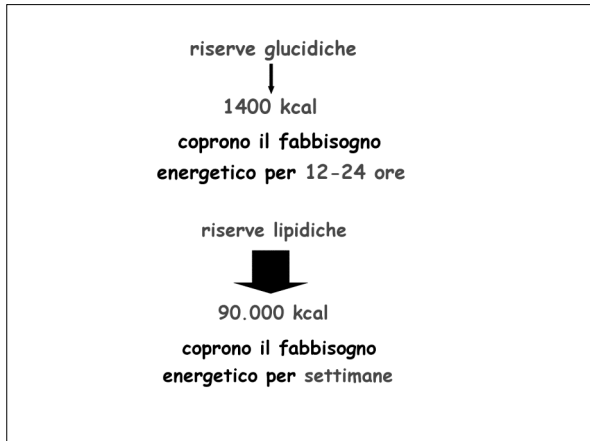 riserve glucidiche
1400 kcal
coprono il fabbisogno
energetico per 12-24 ore
riserve lipidiche
90.000 kcal
coprono il fabbisogno
energetico per settimane